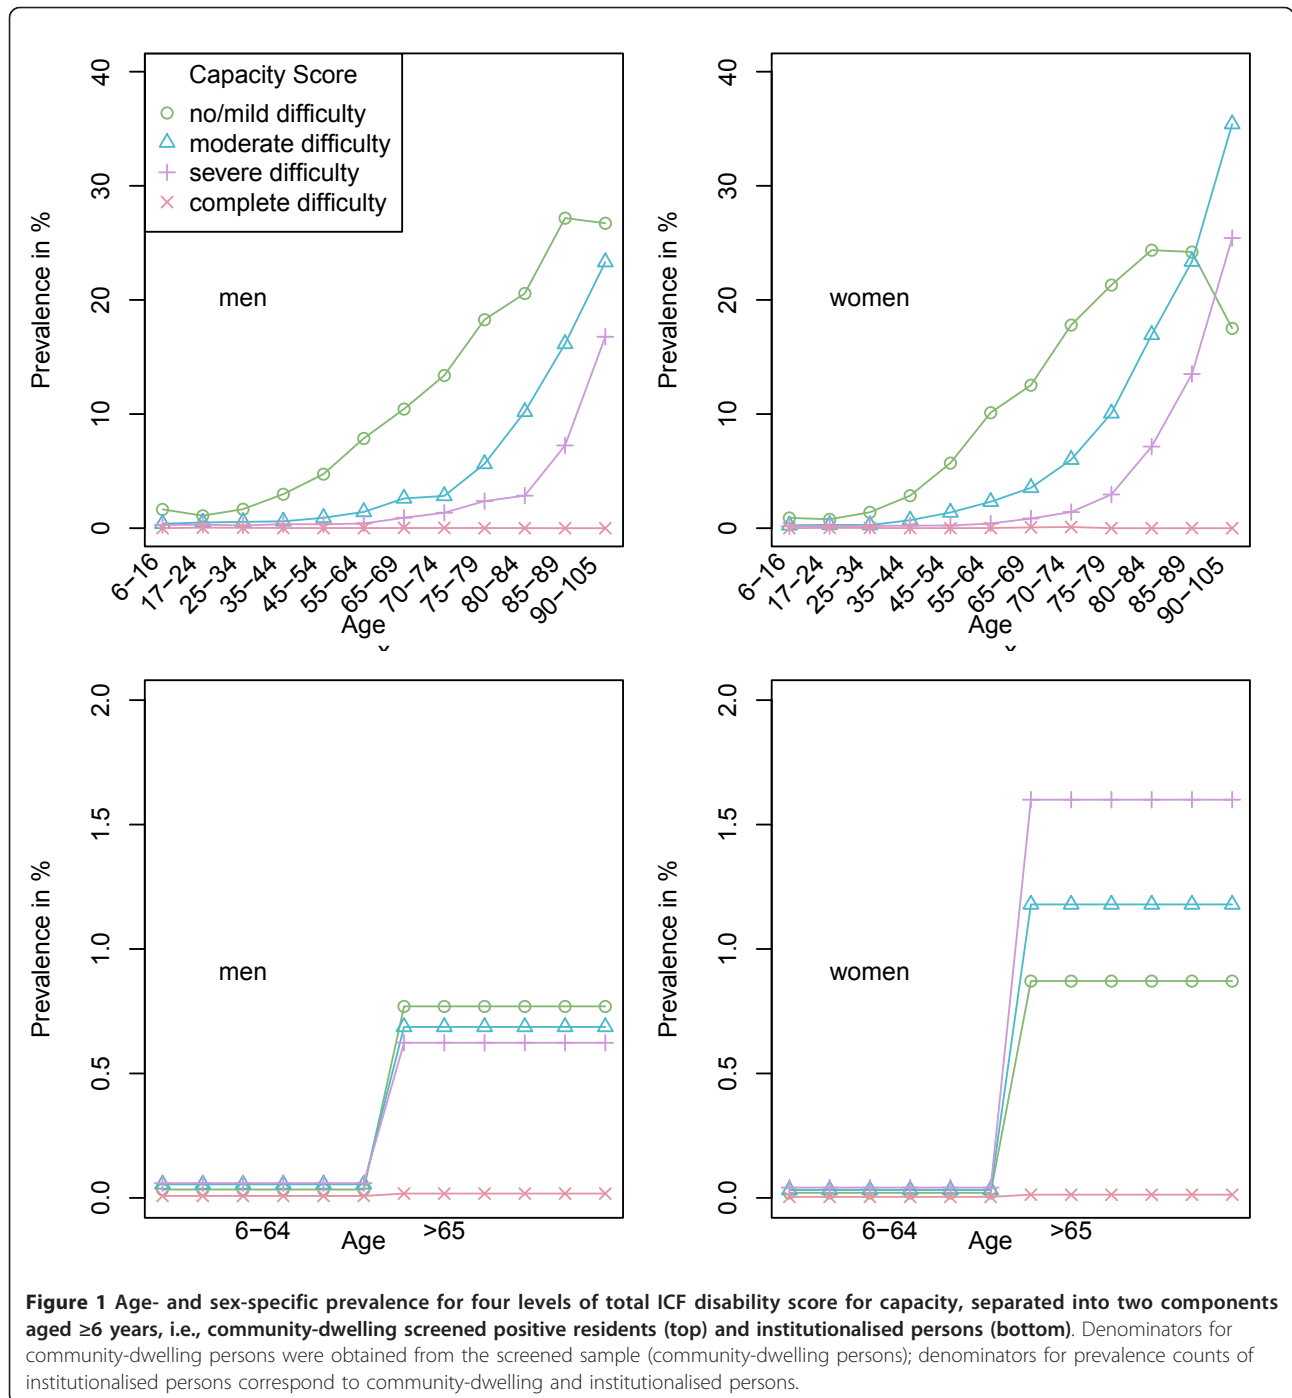 Capacity Score
no/mild difficulty
moderate difficulty
severe difficulty
complete difficulty
Prevalence in %
0
10
20
30
40
men
6–16
17–24
25–34
35–44
45–54
55–64
65–69
70–74
75–79
80–84
85–89
90–105
Age
x
Prevalence in %
0
10
20
30
40
women
6–16
17–24
25–34
35–44
45–54
55–64
65–69
70–74
75–79
80–84
85–89
90–105
Age
x
Prevalence in %
0.0
0.5
1.0
1.5
2.0
men
6–64
Age
>65
Prevalence in %
0.0
0.5
1.0
1.5
2.0
women
6–64
Age
>65
Figure 1 Age- and sex-specific prevalence for four levels of total ICF disability score for capacity, separated into two components
aged ≥6 years, i.e., community-dwelling screened positive residents (top) and institutionalised persons (bottom). Denominators for
community-dwelling persons were obtained from the screened sample (community-dwelling persons); denominators for prevalence counts of
institutionalised persons correspond to community-dwelling and institutionalised persons.